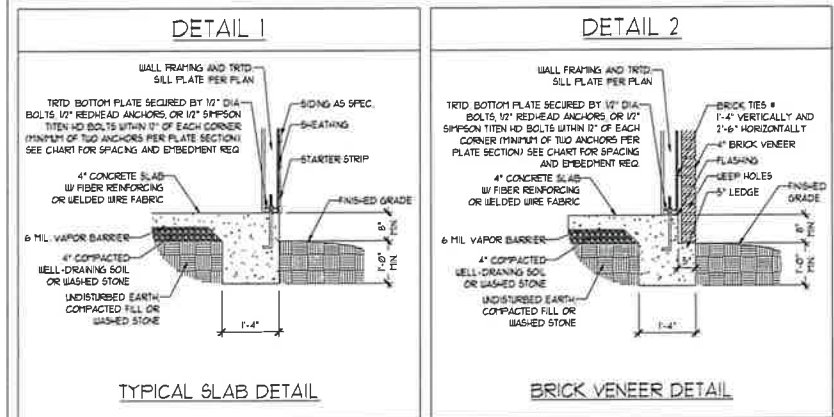 DETAIL 1
WALL FRAMING AND TRTD.
SILL PLATE PER PLAN
TRTD. BOTTOM PLATE SECURED BY 1/2" DIA.
BOLTS, 1/2" REDHEAD ANCHORS, OR 1/2" SIMPSON
TITEN HD BOLTS WITHIN 12" OF EACH CORNER
(MINIMUM OF TWO ANCHORS PER PLATE SECTION)
SEE CHART FOR SPACING AND EMBEDMENT REQ.
SIDING AS SPEC.
SHEATHING
STARTER STRIP
4" CONCRETE SLAB
W/ FIBER REINFORCING
OR WELDED WIRE FABRIC
FINISHED GRADE
8"
MIN.
6 MIL. VAPOR BARRIER
4" COMPACTED
WELL-DRAINING SOIL
OR WASHED STONE
1'-0"
MIN.
UNDISTURBED EARTH,
COMPACTED FILL OR
WASHED STONE
1'-4"
TYPICAL SLAB DETAIL
DETAIL 2
WALL FRAMING AND TRTD.
SILL PLATE PER PLAN
TRTD. BOTTOM PLATE SECURED BY 1/2" DIA.
BOLTS, 1/2" REDHEAD ANCHORS, OR 1/2"
SIMPSON TITEN HD BOLTS WITHIN 12" OF EACH
CORNER (MINIMUM OF TWO ANCHORS PER
PLATE SECTION) SEE CHART FOR SPACING
AND EMBEDMENT REQ.
BRICK TIES @
1'-4" VERTICALLY AND
2'-6" HORIZONTALLY
4" BRICK VENEER
FLASHING
WEEP HOLES
5" LEDGE
4" CONCRETE SLAB
W/ FIBER REINFORCING
OR WELDED WIRE FABRIC
FINISHED
GRADE
8"
MIN.
6 MIL. VAPOR BARRIER
4" COMPACTED
WELL-DRAINING SOIL
OR WASHED STONE
5"
1'-0"
MIN.
UNDISTURBED EARTH,
COMPACTED FILL OR
WASHED STONE
1'-4"
BRICK VENEER DETAIL